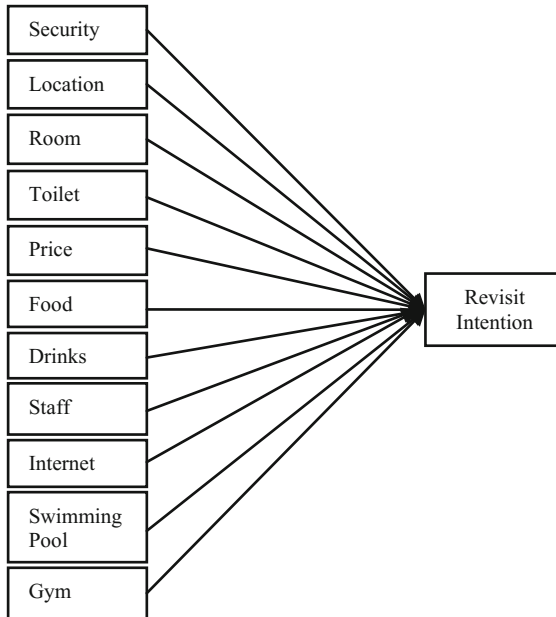 Security
Location
Room
Toilet
Price
Food
Drinks
Staff
Internet
Swimming
Pool
Gym
Revisit
Intention